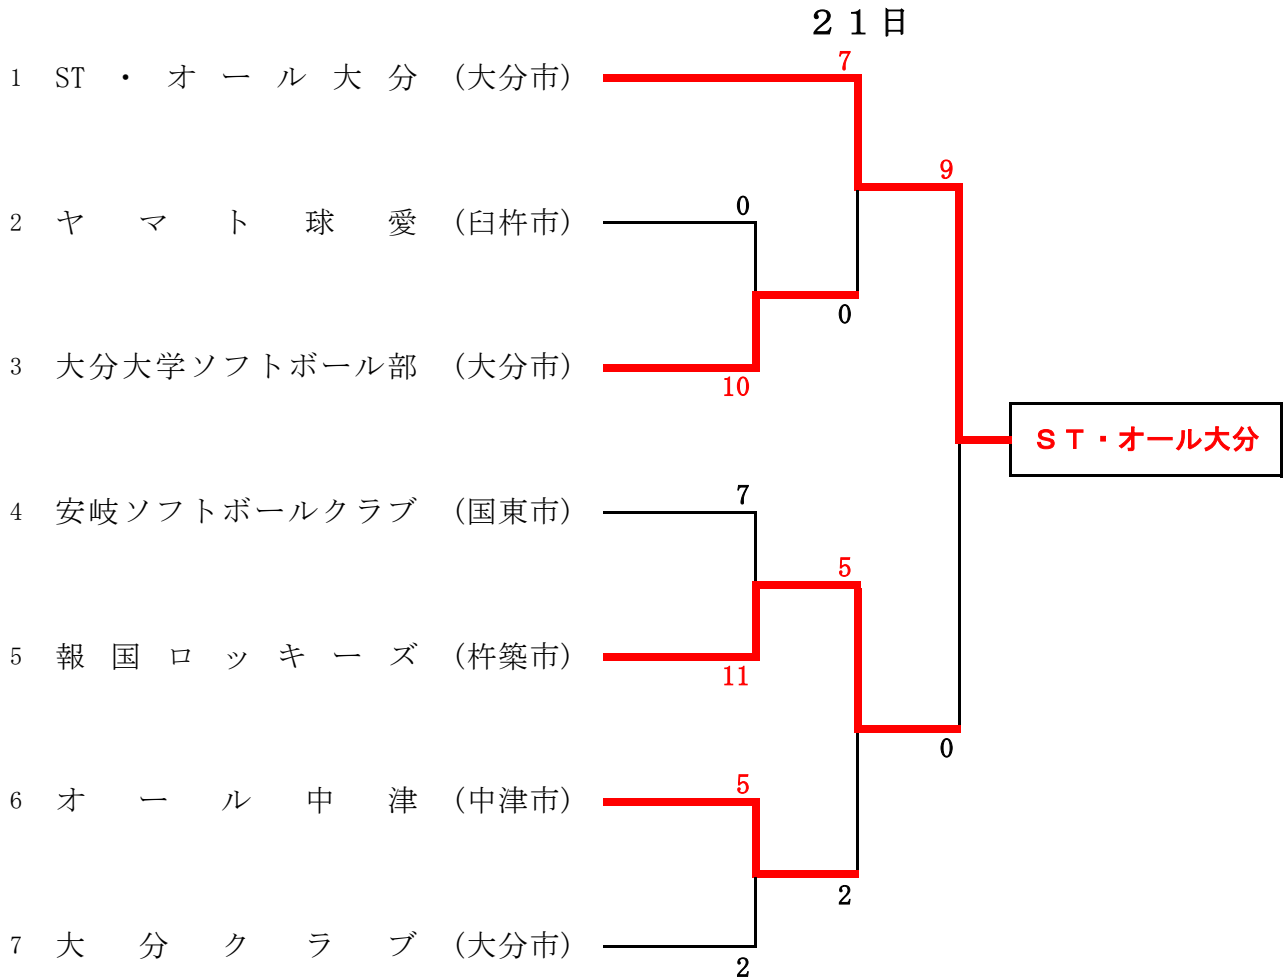 ２１日
7
1 ST・オール大分 (大分市)
9
0
2 ヤマト球愛 (臼杵市)
0
3 大分大学ソフトボール部 (大分市)
10
ＳＴ・オール大分
7
4 安岐ソフトボールクラブ (国東市)
5
5 報国ロッキーズ (杵築市)
11
0
5
6 オール中津 (中津市)
2
7 大分クラブ (大分市)
2